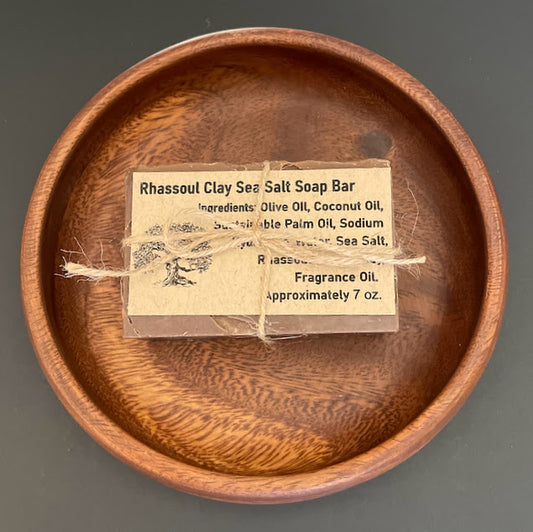 Rhassoul Clay Sea Salt Soap Bar
Ingredients: Olive OIl, Coconut Oil,
Sustainable Palm Oil, Sodium
Water, Sea Salt,
Rhassoul
Fragrance Oil.
Approximately 7 oz.